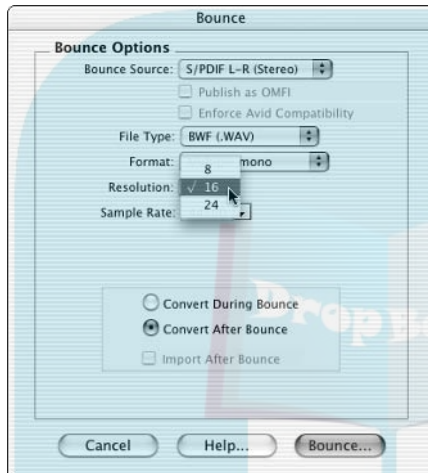 Bounce
Bounce Options
Bounce Source: S/PDIF L-R (Stereo)
Publish as OMFI
Enforce Avid Compatibility
File Type: BWF (.WAV)
Format: mono
8
Resolution: √ 16
24
Sample Rate:
Drop B
Convert During Bounce
Convert After Bounce
Import After Bounce
Cancel Help... Bounce...